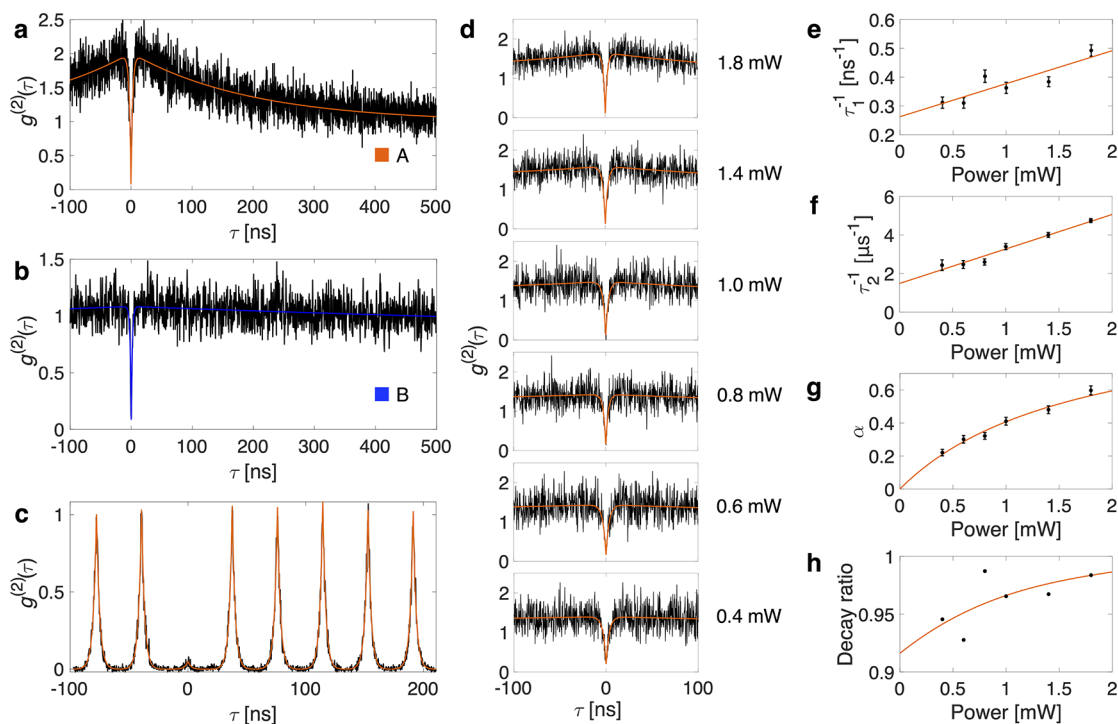 a
g(2)(τ)
2.5
2
1.5
1
0.5
0
A
-100 0 100 200 300 400 500
τ [ns]
b
g(2)(τ)
1.5
1
0.5
0
B
-100 0 100 200 300 400 500
τ [ns]
c
g(2)(τ)
1
0.5
0
-100 0 100 200
τ [ns]
d
g(2)(τ)
2
1
0
1.8 mW
2
1
0
1.4 mW
2
1
0
1.0 mW
2
1
0
0.8 mW
2
1
0
0.6 mW
2
1
0
0.4 mW
-100 0 100
τ [ns]
e
τ1-1 [ns-1]
0.6
0.5
0.4
0.3
0.2
0 0.5 1 1.5 2
Power [mW]
f
τ2-1 [µs-1]
6
4
2
0
0 0.5 1 1.5 2
Power [mW]
g
α
0.6
0.4
0.2
0
0 0.5 1 1.5 2
Power [mW]
h
Decay ratio
1
0.95
0.9
0 0.5 1 1.5 2
Power [mW]